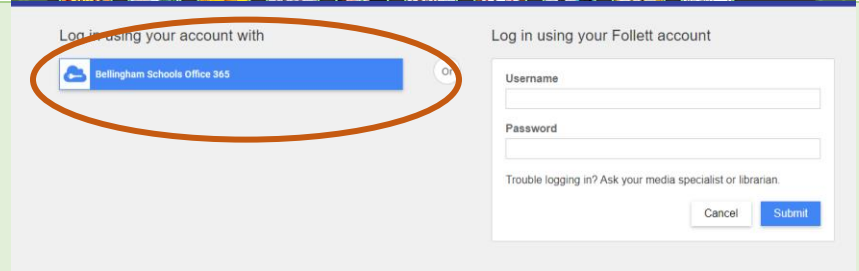 Log in using your account with
Bellingham Schools Office 365
Or
Log in using your Follett account
Username
Password
Trouble logging in? Ask your media specialist or librarian.
Cancel
Submit